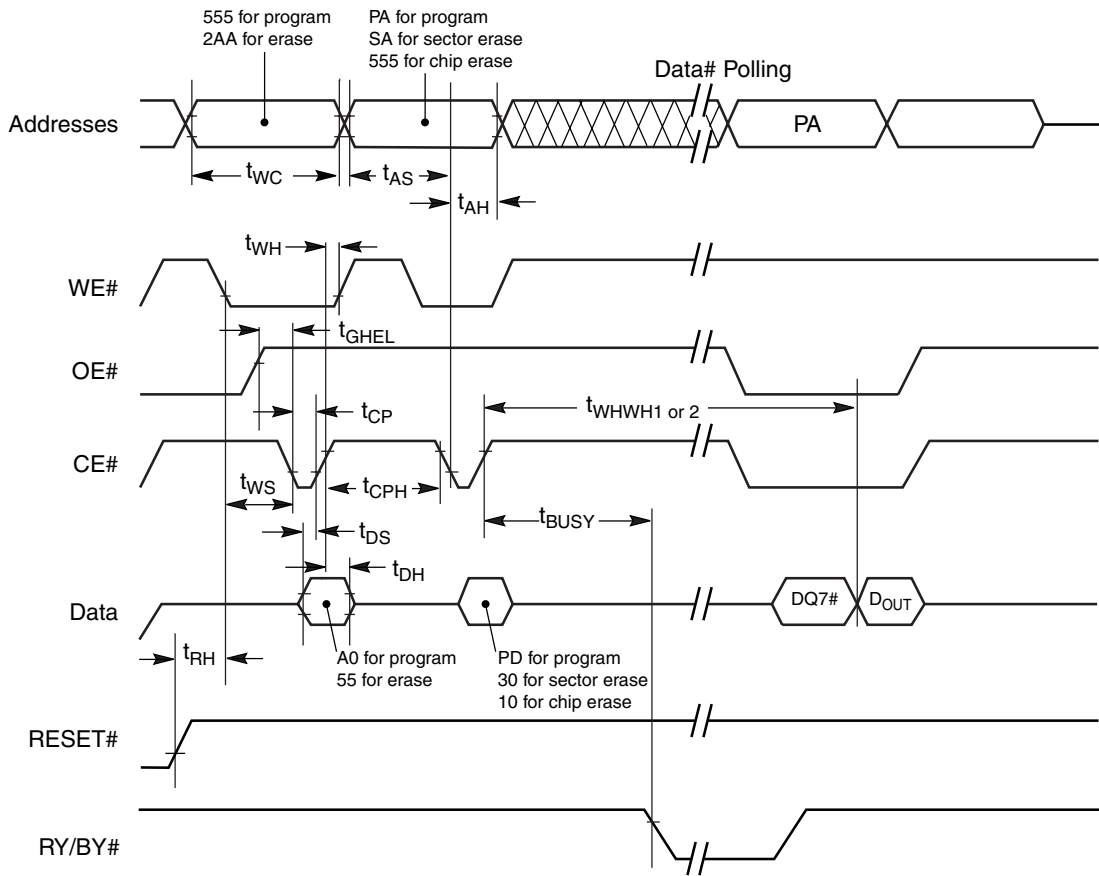 555 for program
2AA for erase
PA for program
SA for sector erase
555 for chip erase
Data# Polling
Addresses
PA
tWC
tAS
tAH
tWH
WE#
tGHEL
OE#
tWHWH1 or 2
tCP
CE#
tWS
tCPH
tBUSY
tDS
tDH
Data
DQ7#
DOUT
tRH
A0 for program
55 for erase
PD for program
30 for sector erase
10 for chip erase
RESET#
RY/BY#